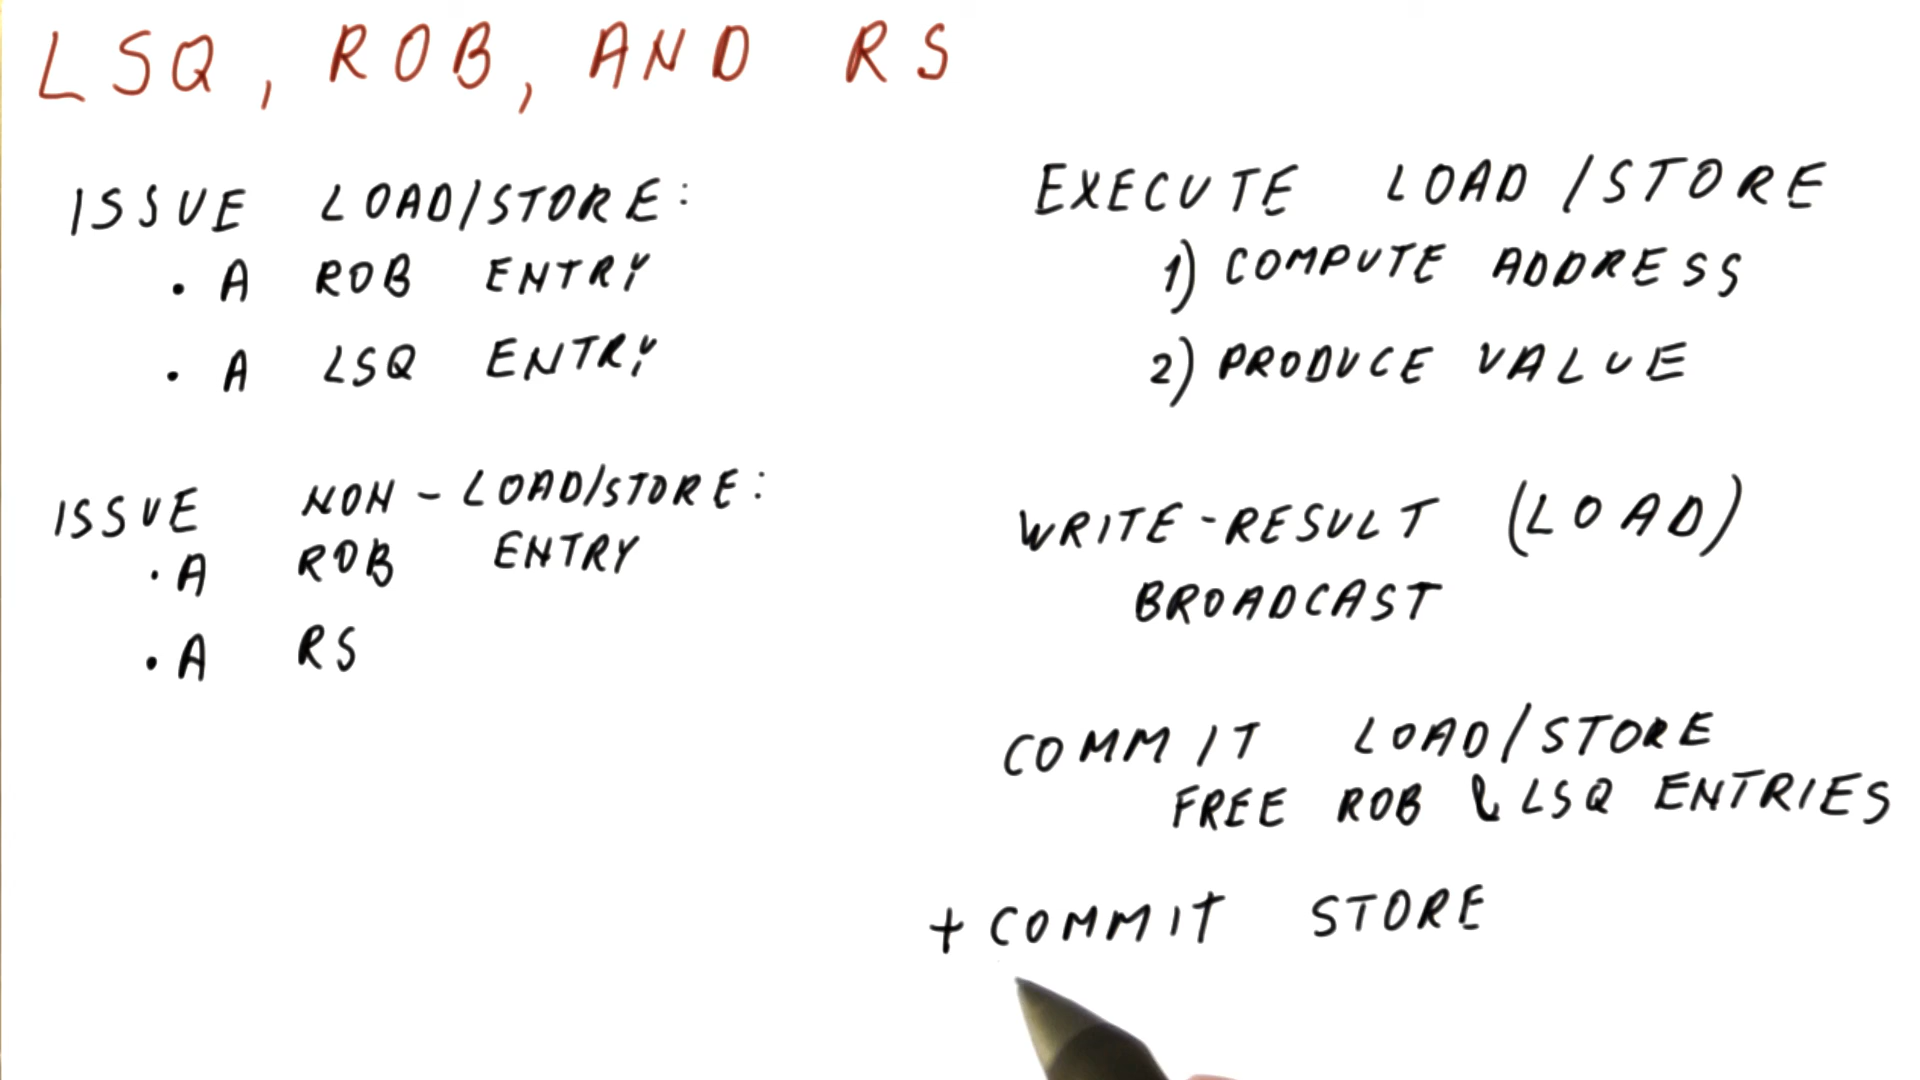 LSQ, ROB, AND RS
ISSUE LOAD/STORE:
· A ROB ENTRY
· A LSQ ENTRY
ISSUE NON-LOAD/STORE:
· A ROB ENTRY
· A RS
EXECUTE LOAD/STORE
1) COMPUTE ADDRESS
2) PRODUCE VALUE
WRITE-RESULT (LOAD)
BROADCAST
COMMIT LOAD/STORE
FREE ROB & LSQ ENTRIES
+ COMMIT STORE